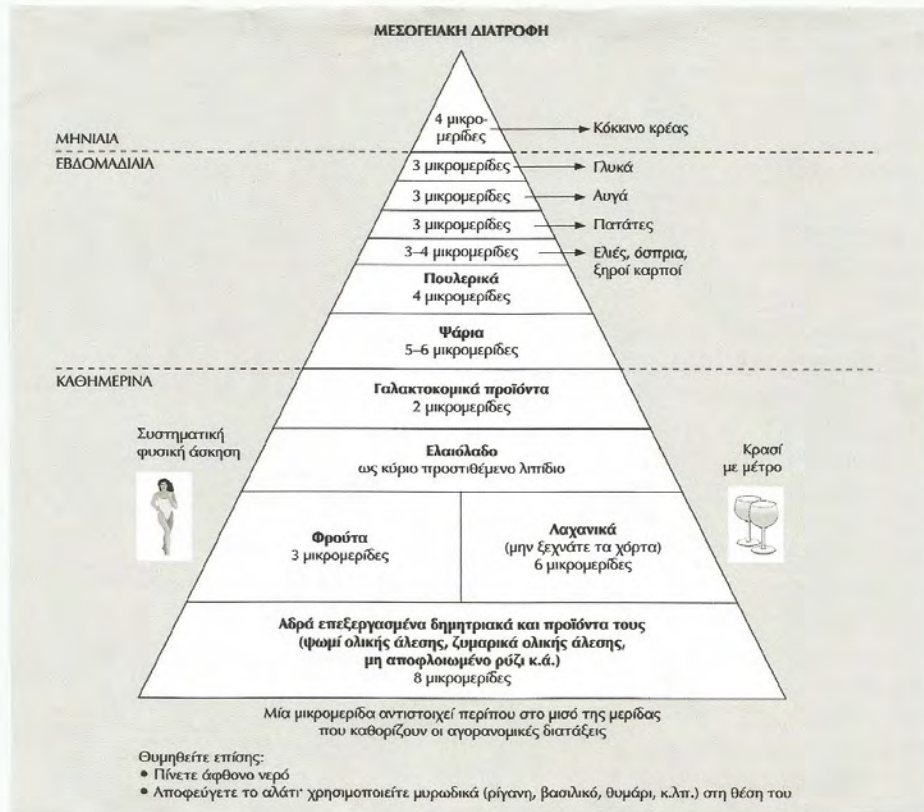 ΜΕΣΟΓΕΙΑΚΗ ΔΙΑΤΡΟΦΗ
4 μικρο-
μερίδες
Κόκκινο κρέας
ΜΗΝΙΑΙΑ
ΕΒΔΟΜΑΔΙΑΙΑ
3 μικρομερίδες
Γλυκά
3 μικρομερίδες
Αυγά
3 μικρομερίδες
Πατάτες
3–4 μικρομερίδες
Ελιές, όσπρια,
ξηροί καρποί
Πουλερικά
4 μικρομερίδες
Ψάρια
5–6 μικρομερίδες
ΚΑΘΗΜΕΡΙΝΑ
Γαλακτοκομικά προϊόντα
2 μικρομερίδες
Συστηματική
φυσική άσκηση
Ελαιόλαδο
ως κύριο προστιθέμενο λιπίδιο
Κρασί
με μέτρο
Φρούτα
3 μικρομερίδες
Λαχανικά
(μην ξεχνάτε τα χόρτα)
6 μικρομερίδες
Αδρά επεξεργασμένα δημητριακά και προϊόντα τους
(ψωμί ολικής άλεσης, ζυμαρικά ολικής άλεσης,
μη αποφλοιωμένο ρύζι κ.ά.)
8 μικρομερίδες
Μία μικρομερίδα αντιστοιχεί περίπου στο μισό της μερίδας
που καθορίζουν οι αγορανομικές διατάξεις
Θυμηθείτε επίσης:
• Πίνετε άφθονο νερό
• Αποφεύγετε το αλάτι· χρησιμοποιείτε μυρωδικά (ρίγανη, βασιλικό, θυμάρι, κ.λπ.) στη θέση του